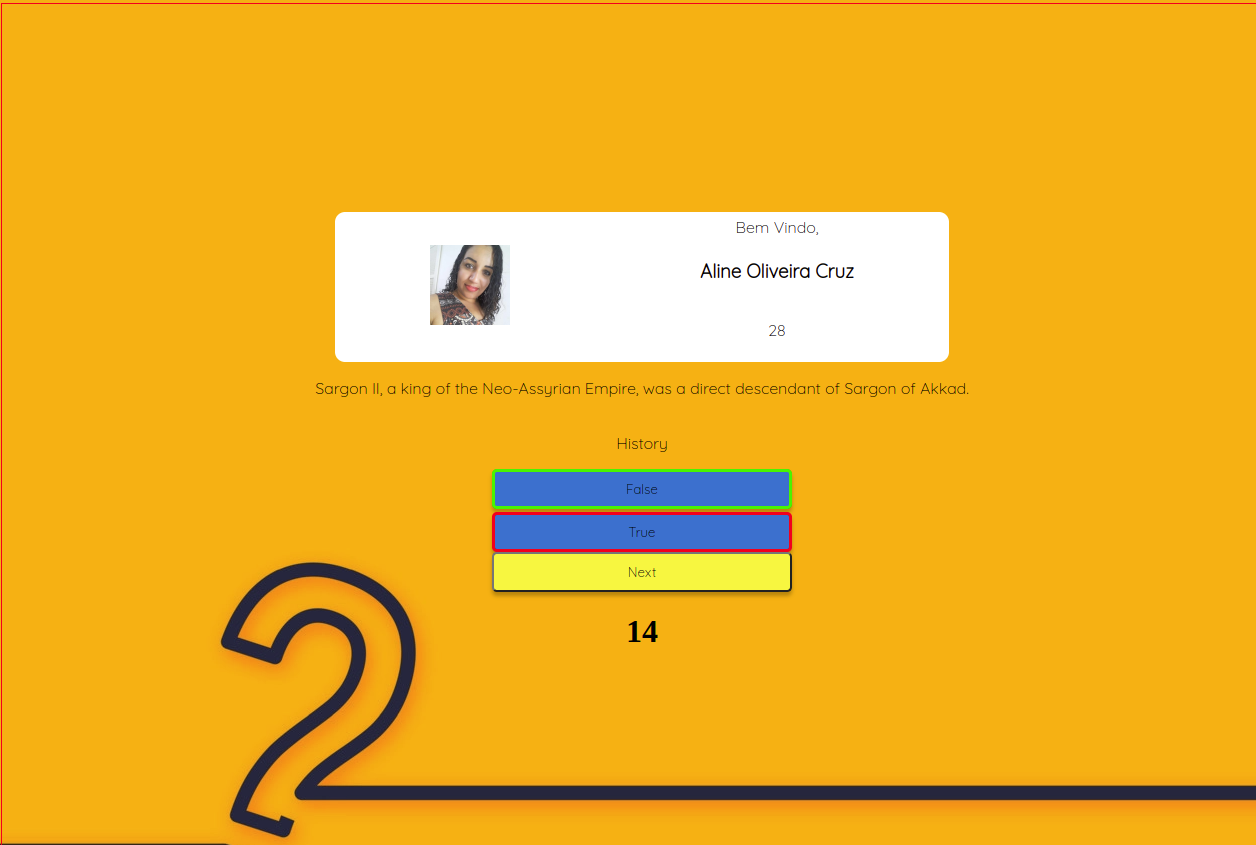 Bem Vindo,
Aline Oliveira Cruz
28
Sargon II, a king of the Neo-Assyrian Empire, was a direct descendant of Sargon of Akkad.
History
False
True
Next
14